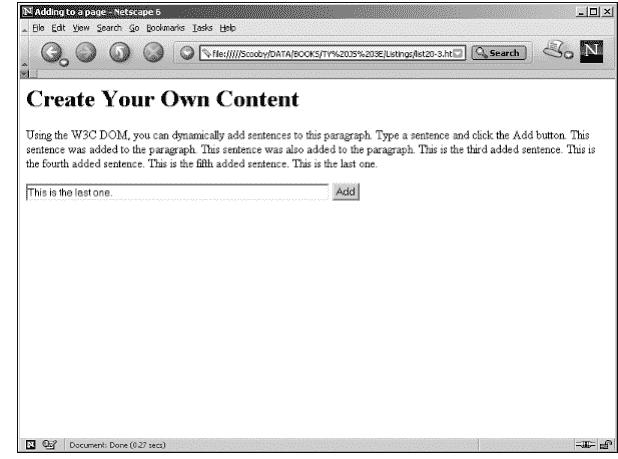 Adding to a page - Netscape 6
File Edit View Search Go Bookmarks Tasks Help
file://///Scooby/DATA/BOOKS/TY%20JS%203E/Listings/list20-3.ht
Search
N
Create Your Own Content
Using the W3C DOM, you can dynamically add sentences to this paragraph. Type a sentence and click the Add button. This
sentence was added to the paragraph. This sentence was also added to the paragraph. This is the third added sentence. This is
the fourth added sentence. This is the fifth added sentence. This is the last one.
This is the last one.
Add
Document: Done (0.27 secs)